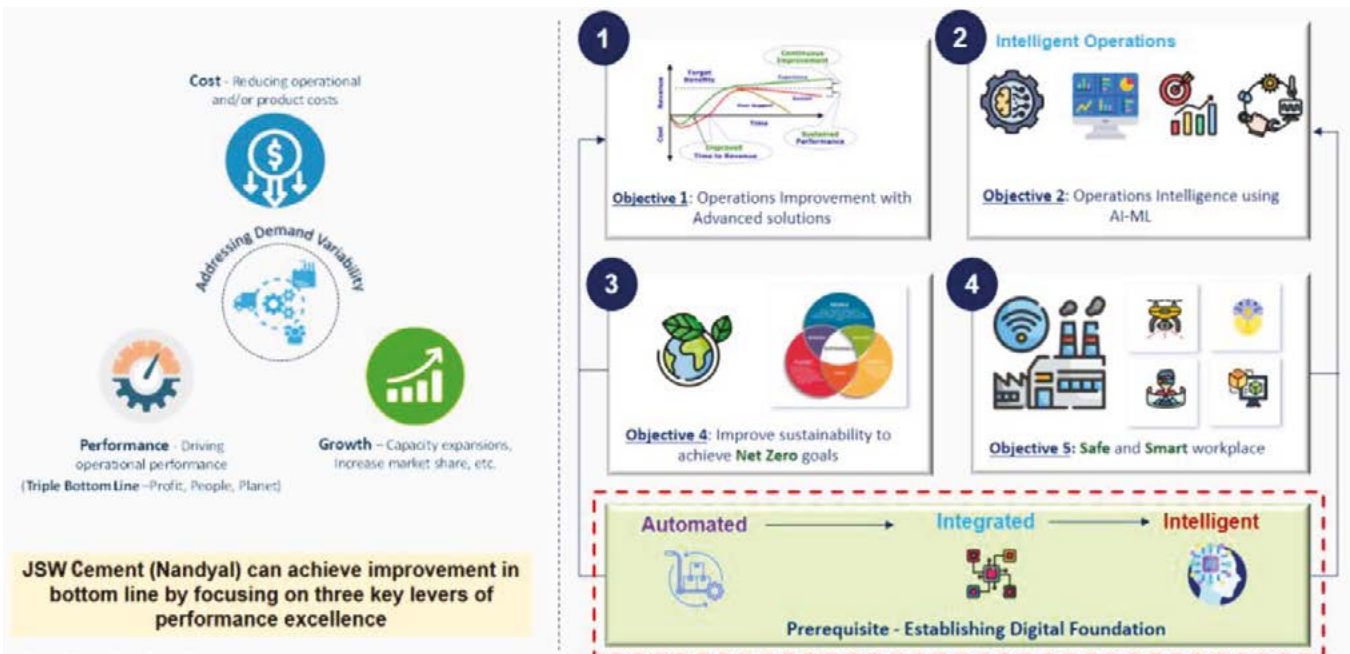 Cost - Reducing operational
and/or product costs
Addressing Demand Variability
Performance - Driving
operational performance
(Triple Bottom Line –Profit, People, Planet)
Growth – Capacity expansions,
Increase market share, etc.
JSW Cement (Nandyal) can achieve improvement in
bottom line by focusing on three key levers of
performance excellence
1
Continuous
Improvement
Target
Benefits
Revenue
Cost
Time
Improved
Time to Revenue
Sustained
Performance
Objective 1: Operations Improvement with
Advanced solutions
2
Intelligent Operations
Objective 2: Operations Intelligence using
AI-ML
3
Objective 4: Improve sustainability to
achieve Net Zero goals
4
Objective 5: Safe and Smart workplace
Automated
Integrated
Intelligent
Prerequisite - Establishing Digital Foundation